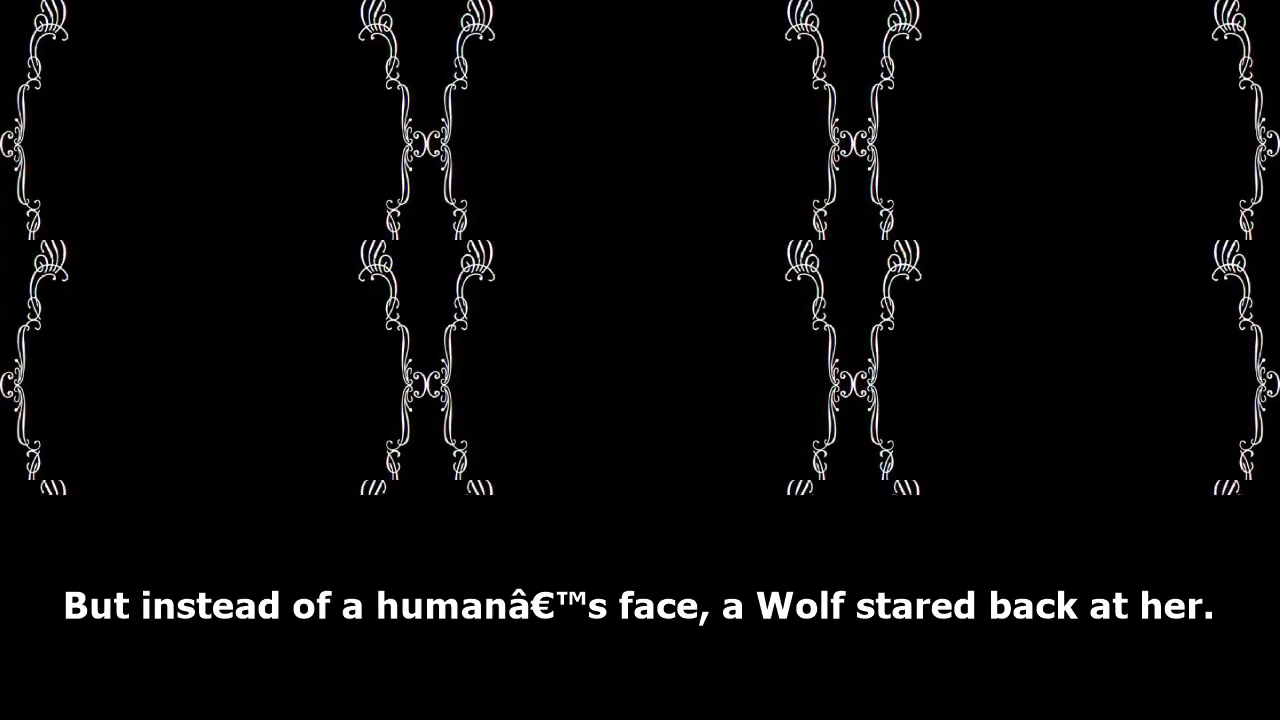 But instead of a humanâ€™s face, a Wolf stared back at her.